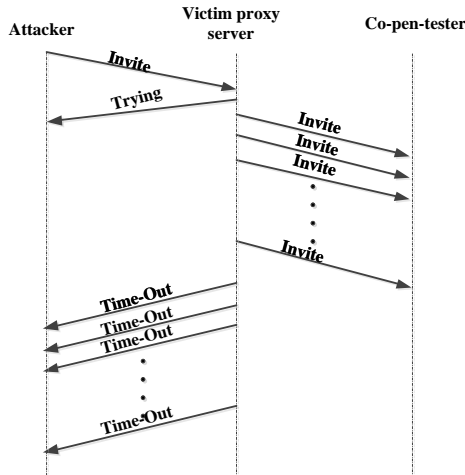 Attacker
Victim proxy
server
Co-pen-tester
Invite
Trying
Invite
Invite
Invite
Invite
Time-Out
Time-Out
Time-Out
Time-Out